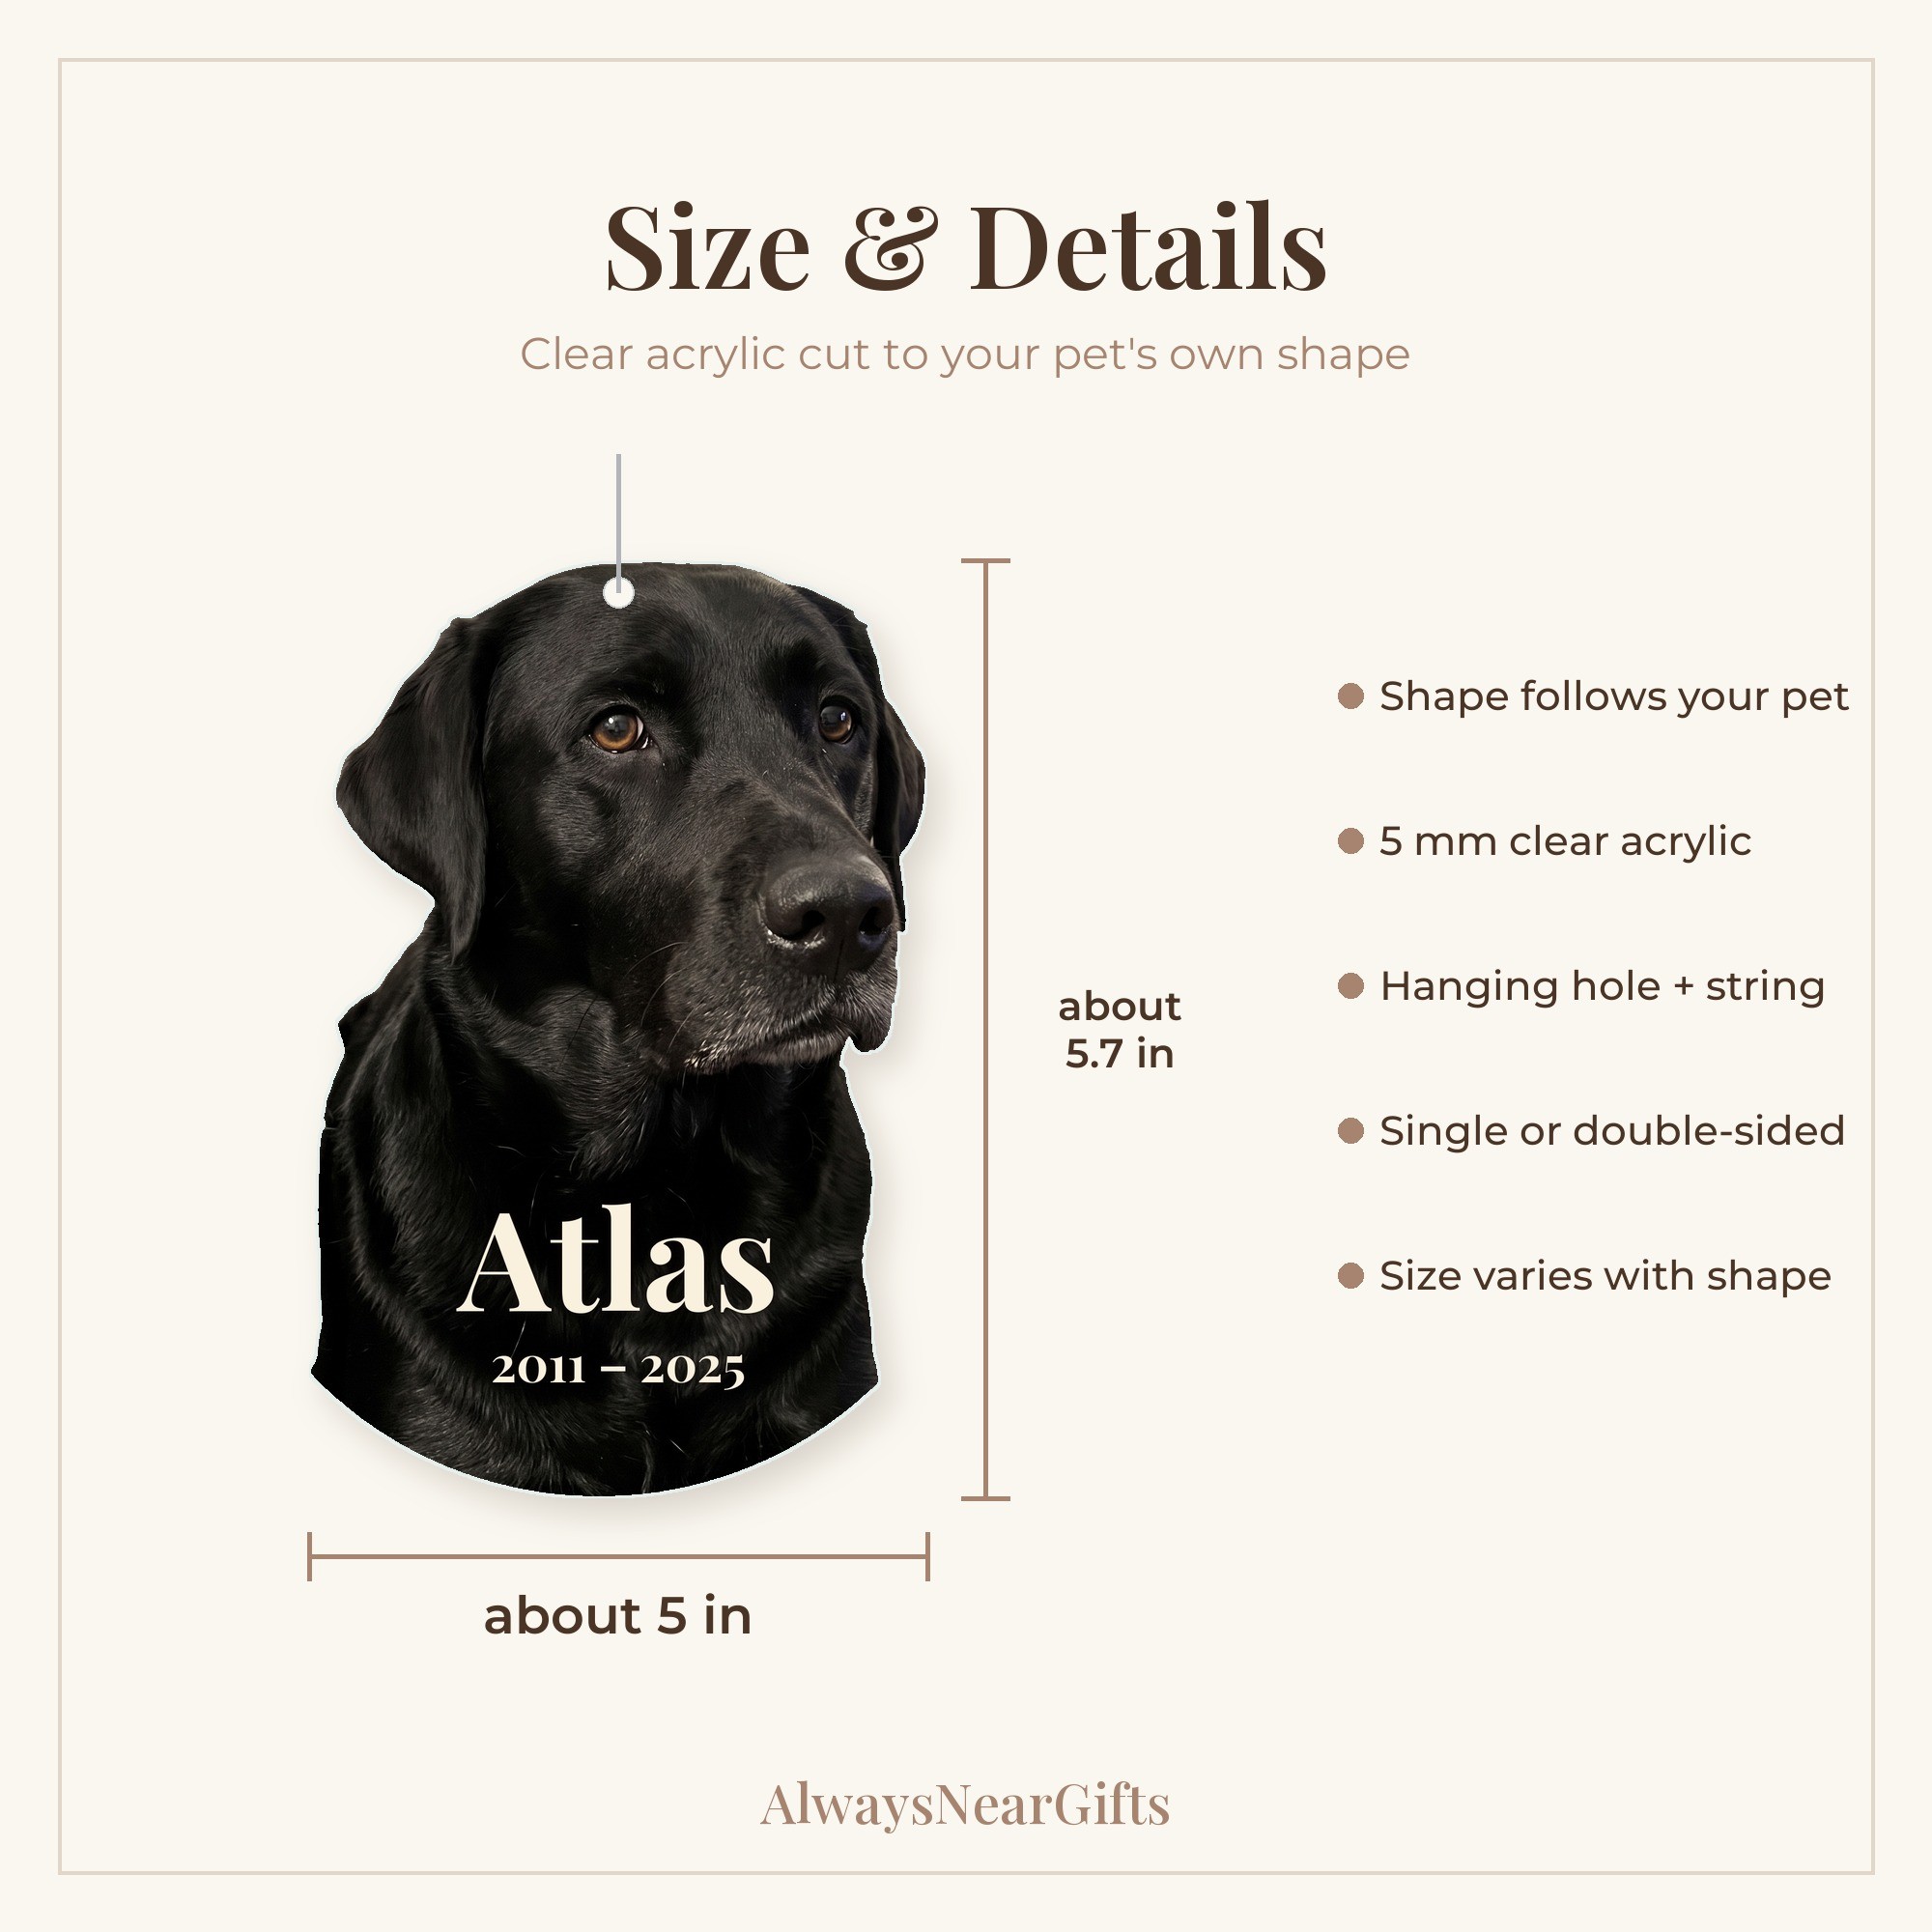 Size & Details
Clear acrylic cut to your pet's own shape
Shape follows your pet
5 mm clear acrylic
Hanging hole + string
about
5.7 in
Single or double-sided
Size varies with shape
Atlas
2011 – 2025
about 5 in
AlwaysNearGifts